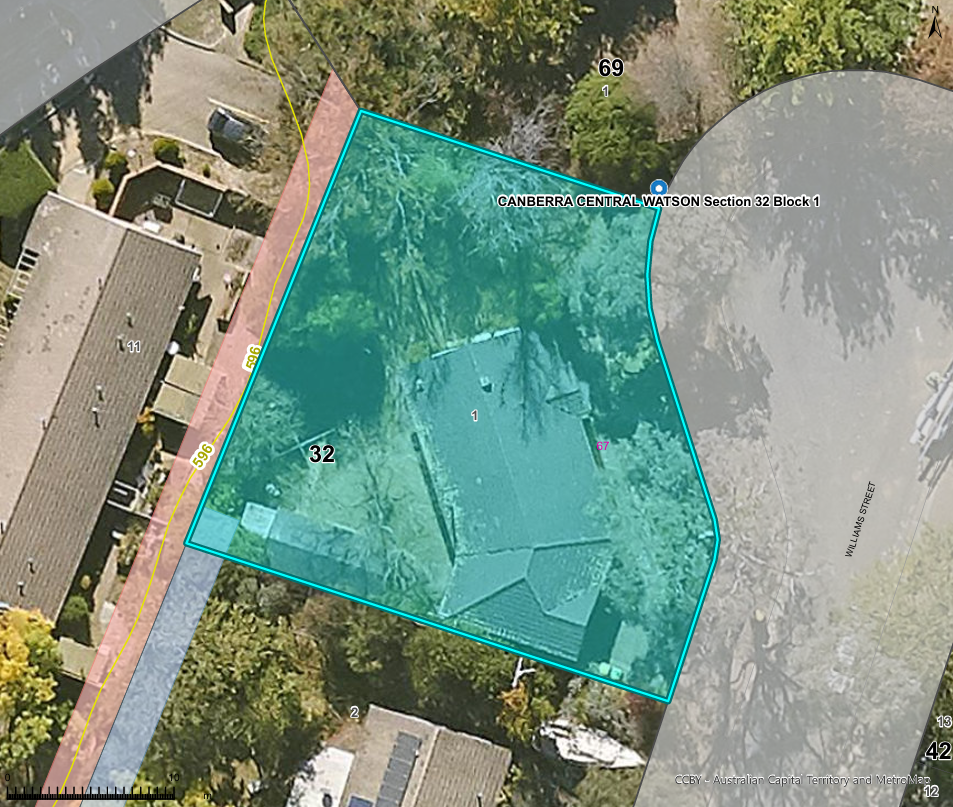 N
69
1
CANBERRA CENTRAL WATSON Section 32 Block 1
596
11
1
67
32
596
WILLIAMS STREET
2
13
42
0
10
m
CCBY - Australian Capital Territory and MetroMap
12